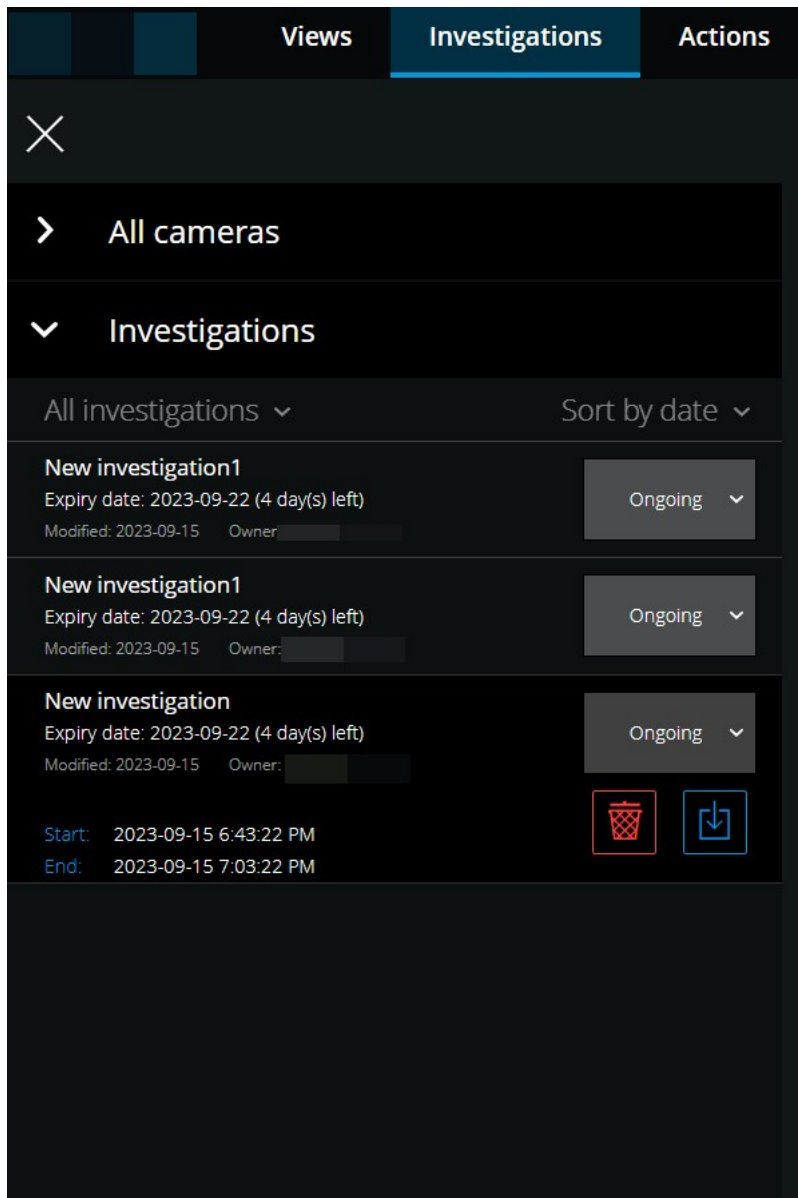 Views Investigations Actions
All cameras
Investigations
All investigations Sort by date
New investigation1
Expiry date: 2023-09-22 (4 day(s) left)
Ongoing
Modified: 2023-09-15 Owner
New investigation1
Expiry date: 2023-09-22 (4 day(s) left)
Ongoing
Modified: 2023-09-15 Owner:
New investigation
Expiry date: 2023-09-22 (4 day(s) left)
Ongoing
Modified: 2023-09-15 Owner:
Start: 2023-09-15 6:43:22 PM
End: 2023-09-15 7:03:22 PM